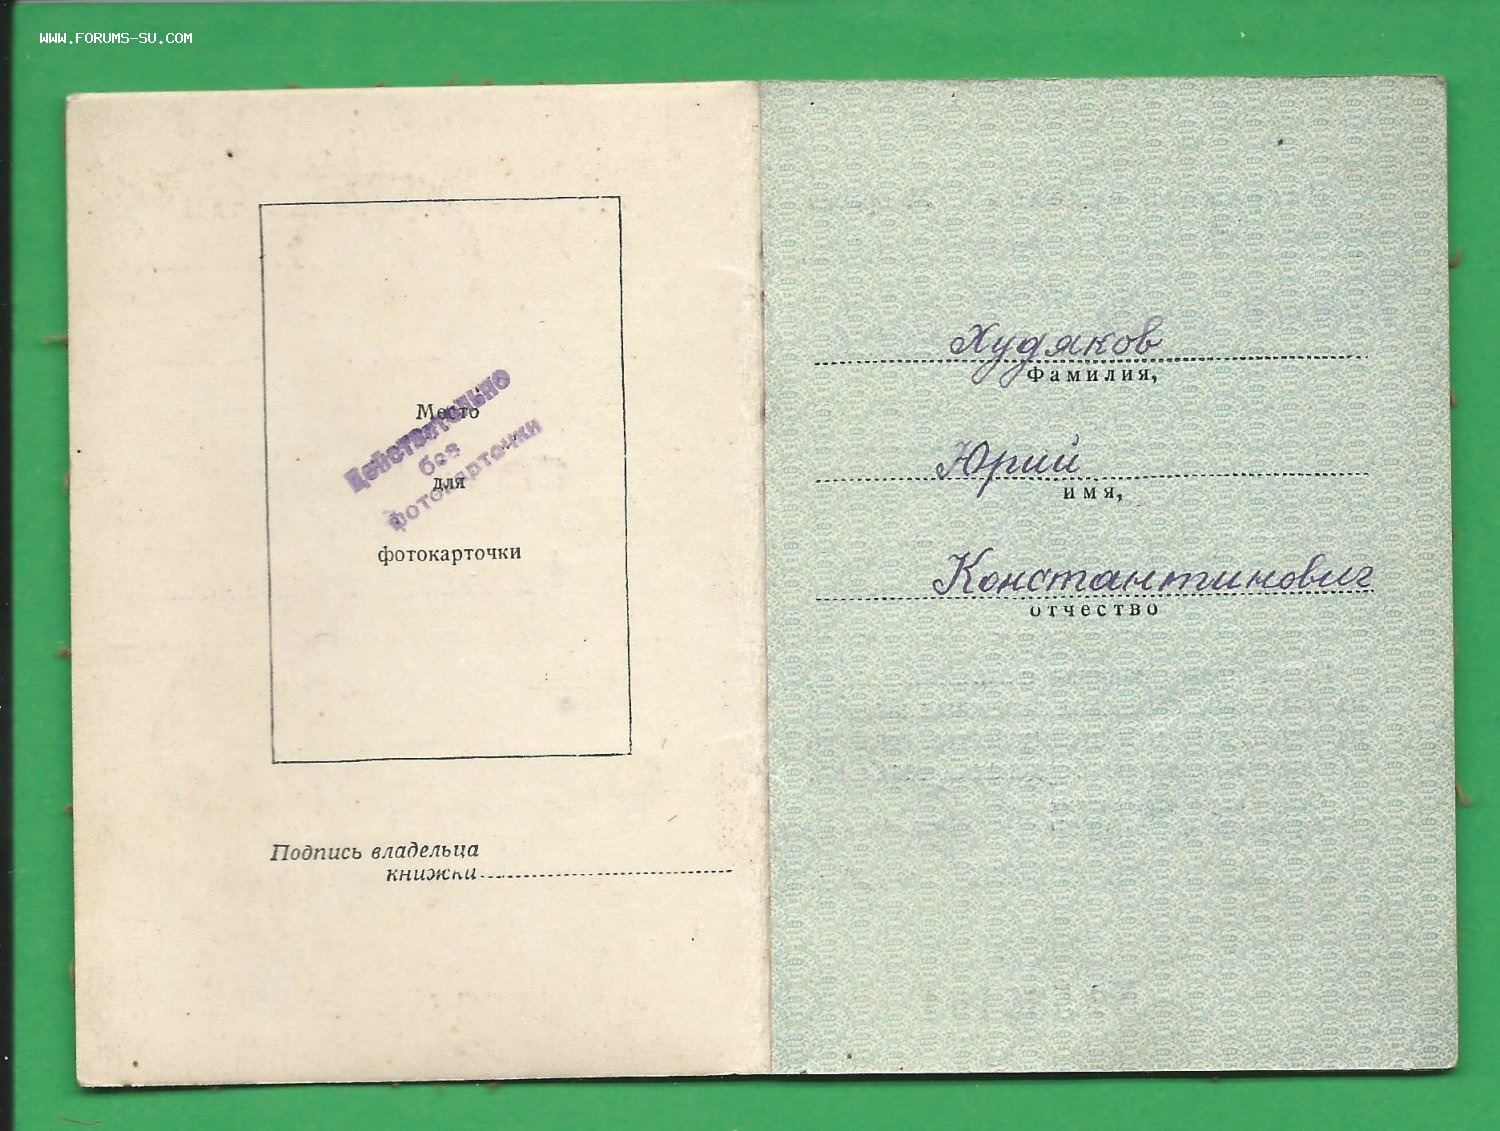 WWW.FORUMS-SU.COM
Место
для
фотокарточки
Действительно
без
фотокарточки
Подпись владельца
книжки
Худяков
Фамилия,
Юрий
имя,
Константинович
отчество